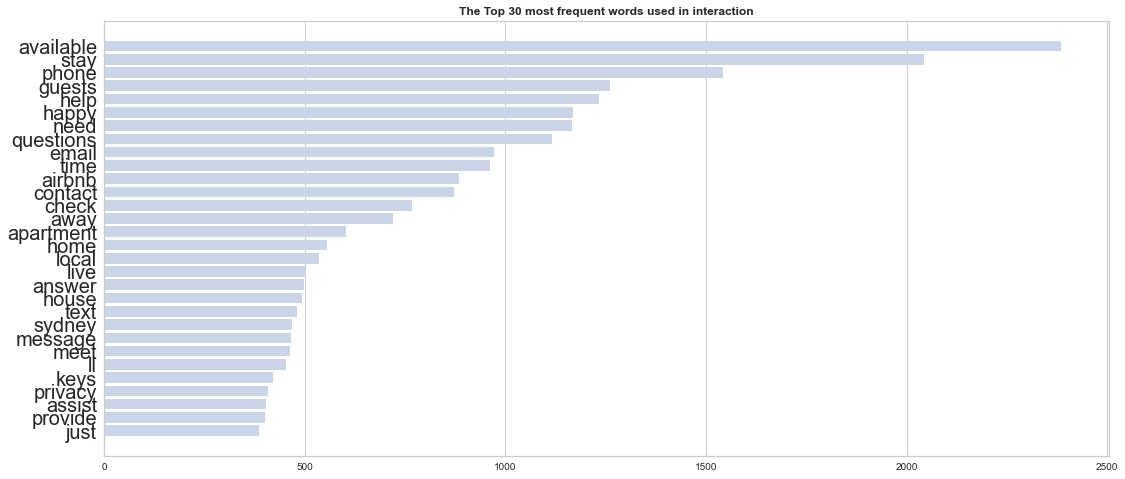 The Top 30 most frequent words used in interaction
available
stay
phone
guests
help
happy
need
questions
email
time
airbnb
contact
check
away
apartment
home
local
live
answer
house
text
sydney
message
meet
ll
keys
privacy
assist
provide
just
0 500 1000 1500 2000 2500